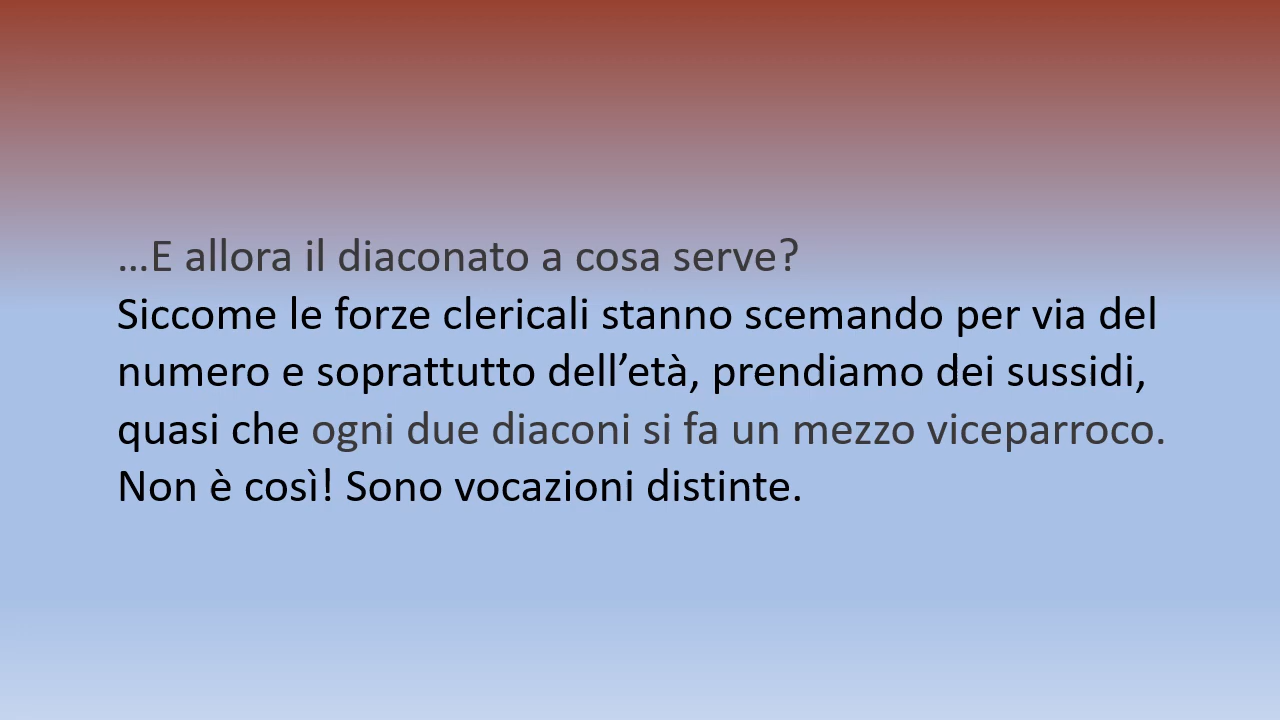 …E allora il diaconato a cosa serve?
Siccome le forze clericali stanno scemando per via del
numero e soprattutto dell’età, prendiamo dei sussidi,
quasi che ogni due diaconi si fa un mezzo viceparroco.
Non è così! Sono vocazioni distinte.